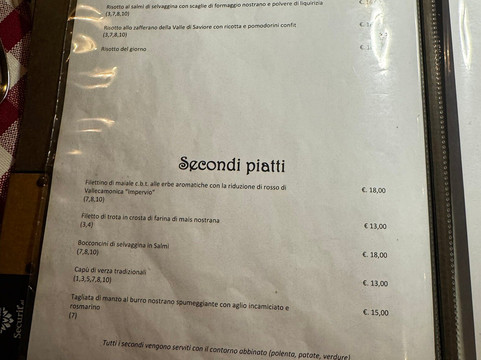 Risotto al salmì di selvaggina con scaglie di formaggio nostrano e polvere di liquirizia €.
(3,7,8,10)
Risotto allo zafferano della Valle di Saviore con ricotta e pomodorini confit €.
(3,7,8,10)
Risotto del giorno €.
Secondi piatti
Filettino di maiale c.b.t. alle erbe aromatiche con la riduzione di rosso di
Vallecamonica "Impervio" €. 18,00
(7,8,10)
Filetto di trota in crosta di farina di mais nostrana € 13,00
(3,4)
Bocconcini di selvaggina in Salmì €. 18,00
(7,8,10)
Capù di verza tradizionali €. 13,00
(1,3,5,7,8,10)
Tagliata di manzo al burro nostrano spumeggiante con aglio incamiciato e
rosmarino €. 15,00
(7)
Tutti i secondi vengono serviti con il contorno abbinato (polenta, patate, verdure)